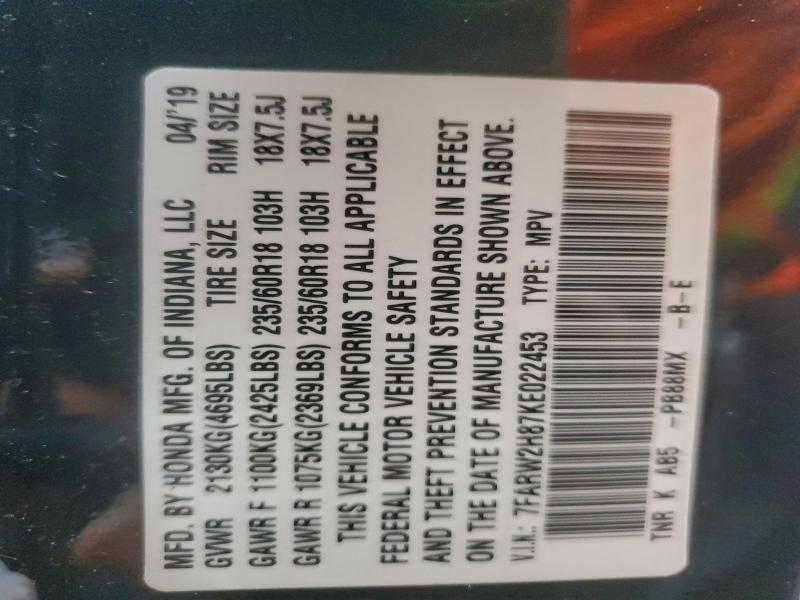 MFD. BY HONDA MFG. OF INDIANA, LLC 04/'19
GVWR 2130KG(4695LBS) TIRE SIZE RIM SIZE
GAWR F 1100KG(2425LBS) 235/60R18 103H 18X7.5J
GAWR R 1075KG(2369LBS) 235/60R18 103H 18X7.5J
THIS VEHICLE CONFORMS TO ALL APPLICABLE
FEDERAL MOTOR VEHICLE SAFETY
AND THEFT PREVENTION STANDARDS IN EFFECT
ON THE DATE OF MANUFACTURE SHOWN ABOVE.
V.I.N.: 7FARW2H87KE022453 TYPE: MPV
TNR K AB5 -PB88MX -B-E